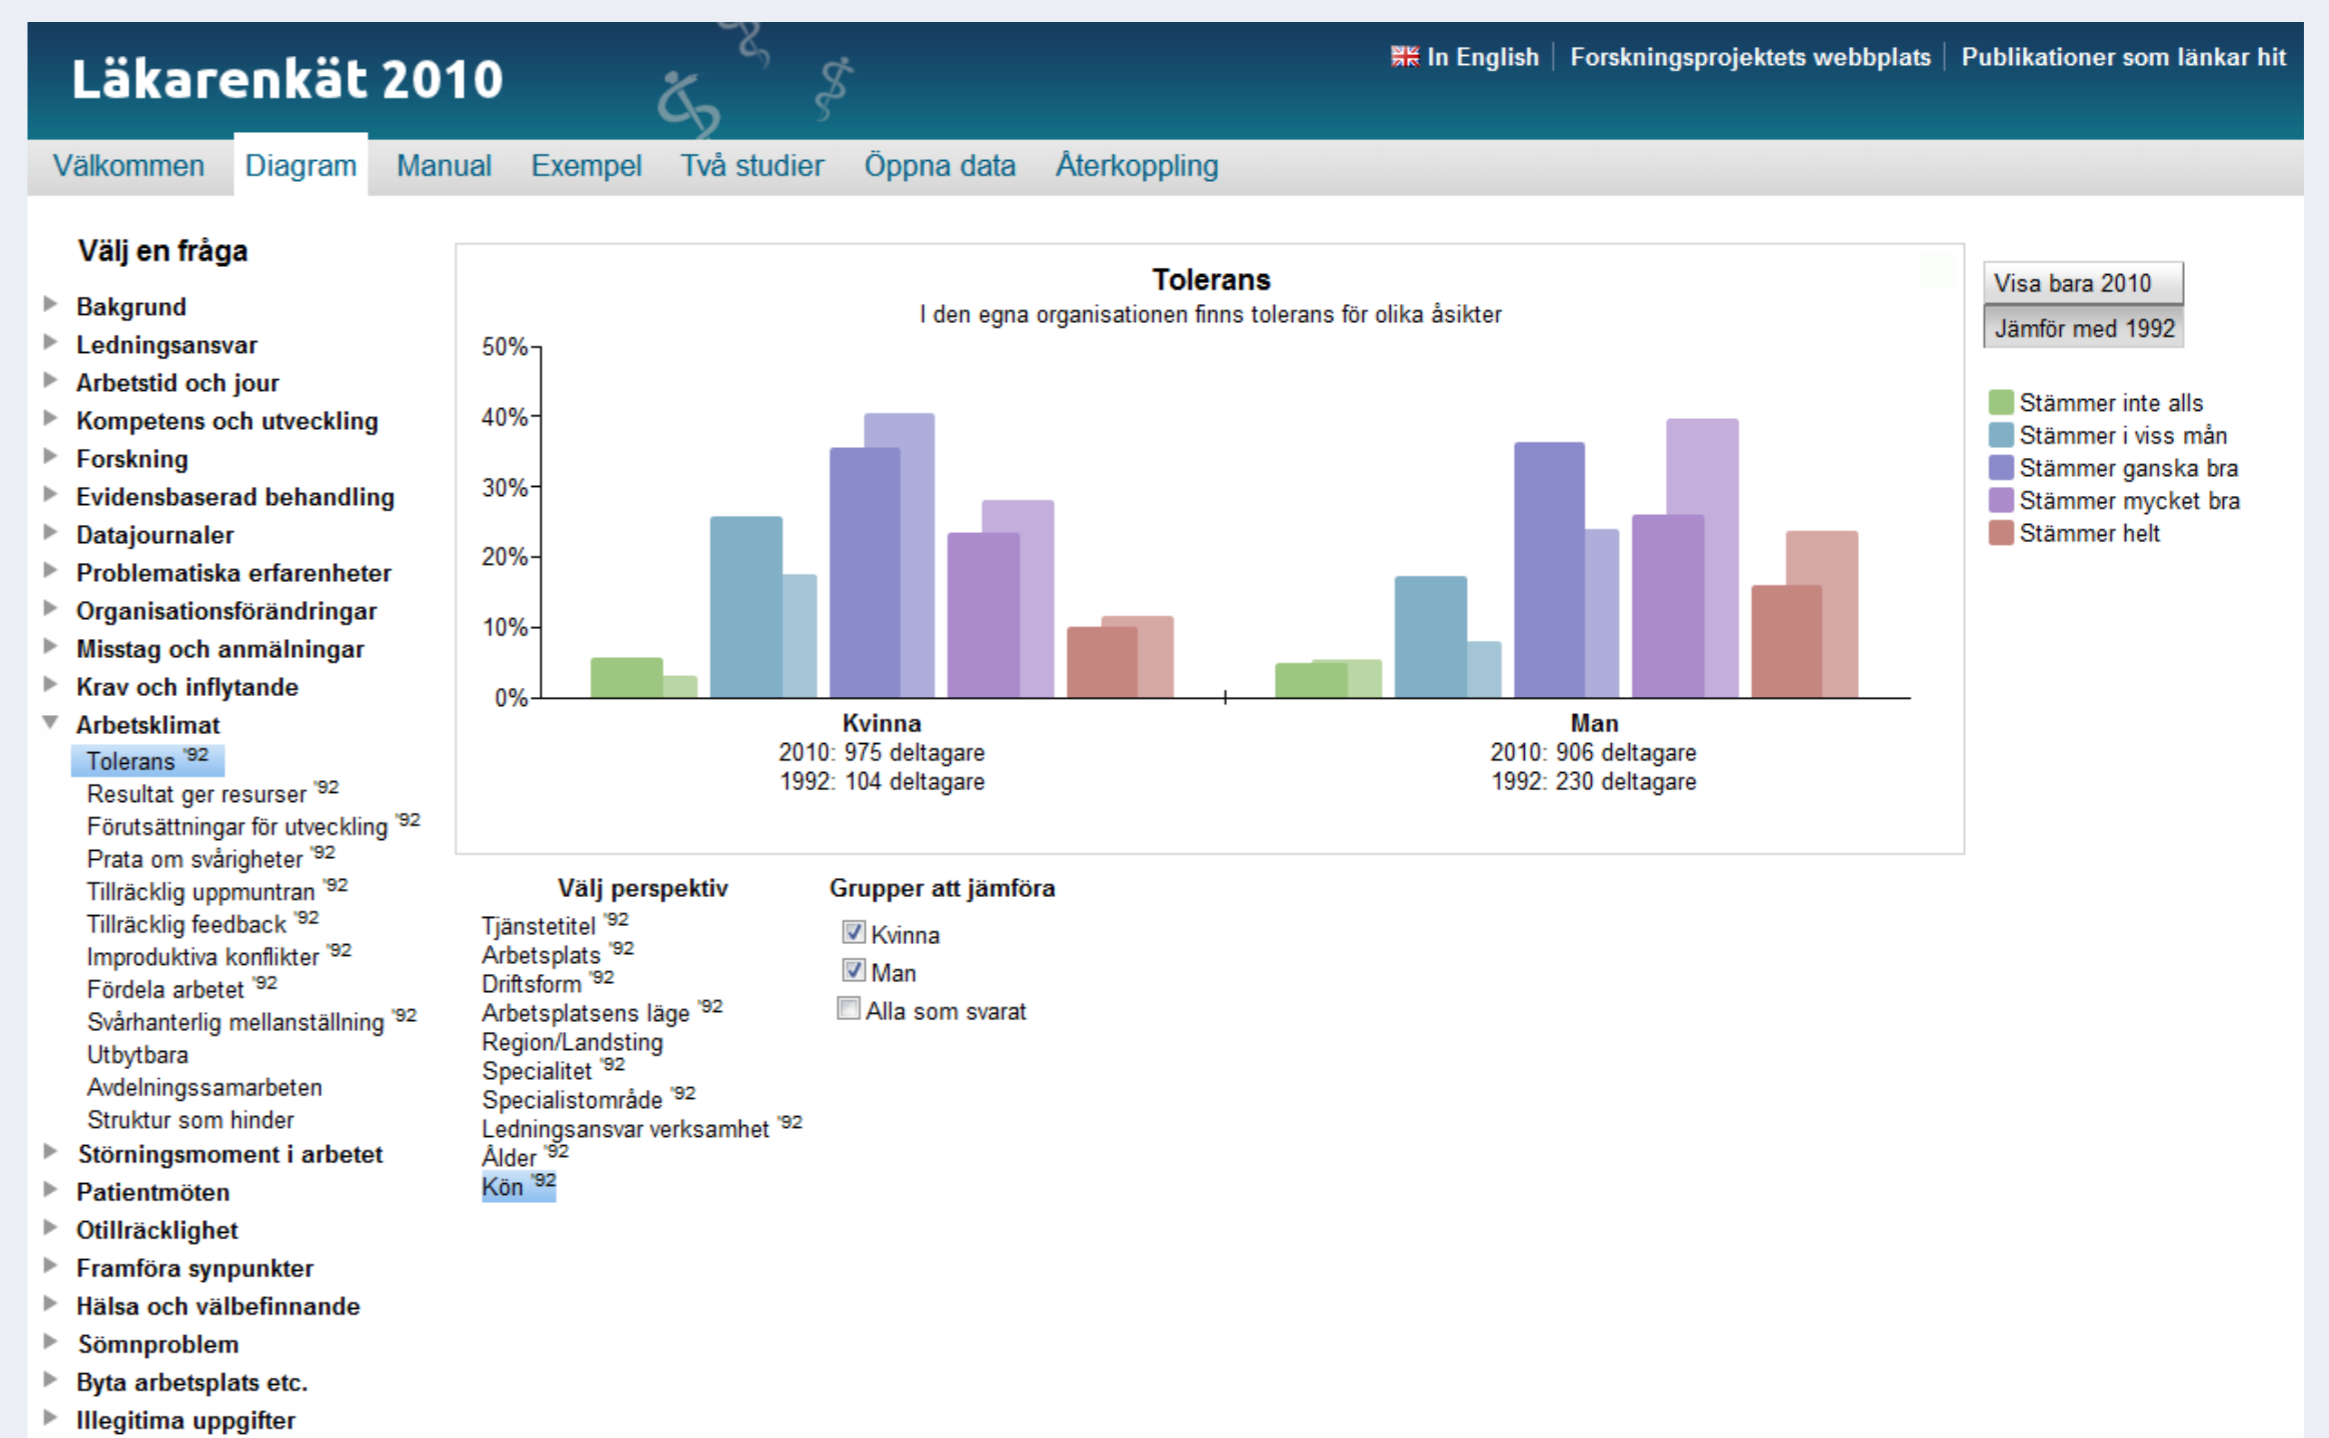 Läkarenkät 2010
In English
Forskningsprojektets webbplats
Publikationer som länkar hit
Välkommen
Diagram
Manual
Exempel
Två studier
Öppna data
Återkoppling
Välj en fråga
Bakgrund
Ledningsansvar
Arbetstid och jour
Kompetens och utveckling
Forskning
Evidensbaserad behandling
Datajournaler
Problematiska erfarenheter
Organisationsförändringar
Misstag och anmälningar
Krav och inflytande
Arbetsklimat
Tolerans '92
Resultat ger resurser '92
Förutsättningar för utveckling '92
Prata om svårigheter '92
Tillräcklig uppmuntran '92
Tillräcklig feedback '92
Improduktiva konflikter '92
Fördela arbetet '92
Svårhanterlig mellanställning '92
Utbytbara
Avdelningssamarbeten
Struktur som hinder
Störningsmoment i arbetet
Patientmöten
Otillräcklighet
Framföra synpunkter
Hälsa och välbefinnande
Sömnproblem
Byta arbetsplats etc.
Illegitima uppgifter
Tolerans
I den egna organisationen finns tolerans för olika åsikter
50%
40%
30%
20%
10%
0%
Kvinna
2010: 975 deltagare
1992: 104 deltagare
Man
2010: 906 deltagare
1992: 230 deltagare
Visa bara 2010
Jämför med 1992
Stämmer inte alls
Stämmer i viss mån
Stämmer ganska bra
Stämmer mycket bra
Stämmer helt
Välj perspektiv
Tjänstetitel '92
Arbetsplats '92
Driftsform '92
Arbetsplatsens läge '92
Region/Landsting
Specialitet '92
Specialistområde '92
Ledningsansvar verksamhet '92
Ålder '92
Kön '92
Grupper att jämföra
Kvinna
Man
Alla som svarat